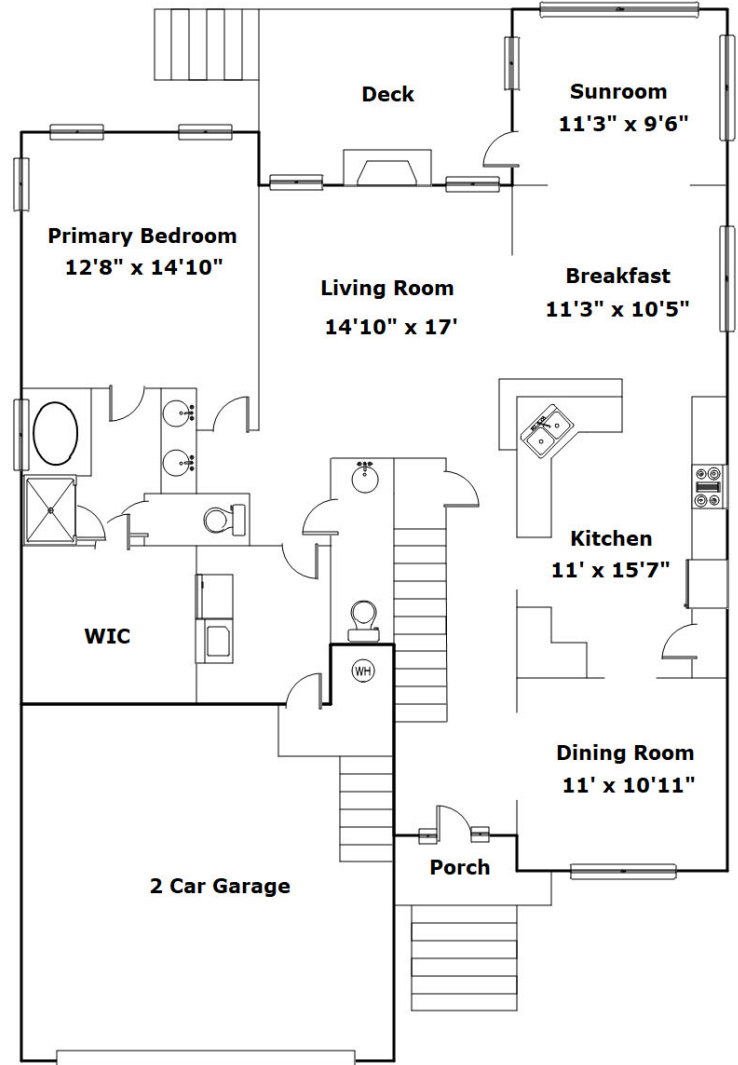 Deck
Sunroom
11'3" x 9'6"
Primary Bedroom
12'8" x 14'10"
Living Room
14'10" x 17'
Breakfast
11'3" x 10'5"
Kitchen
11' x 15'7"
WIC
WH
Dining Room
11' x 10'11"
Porch
2 Car Garage